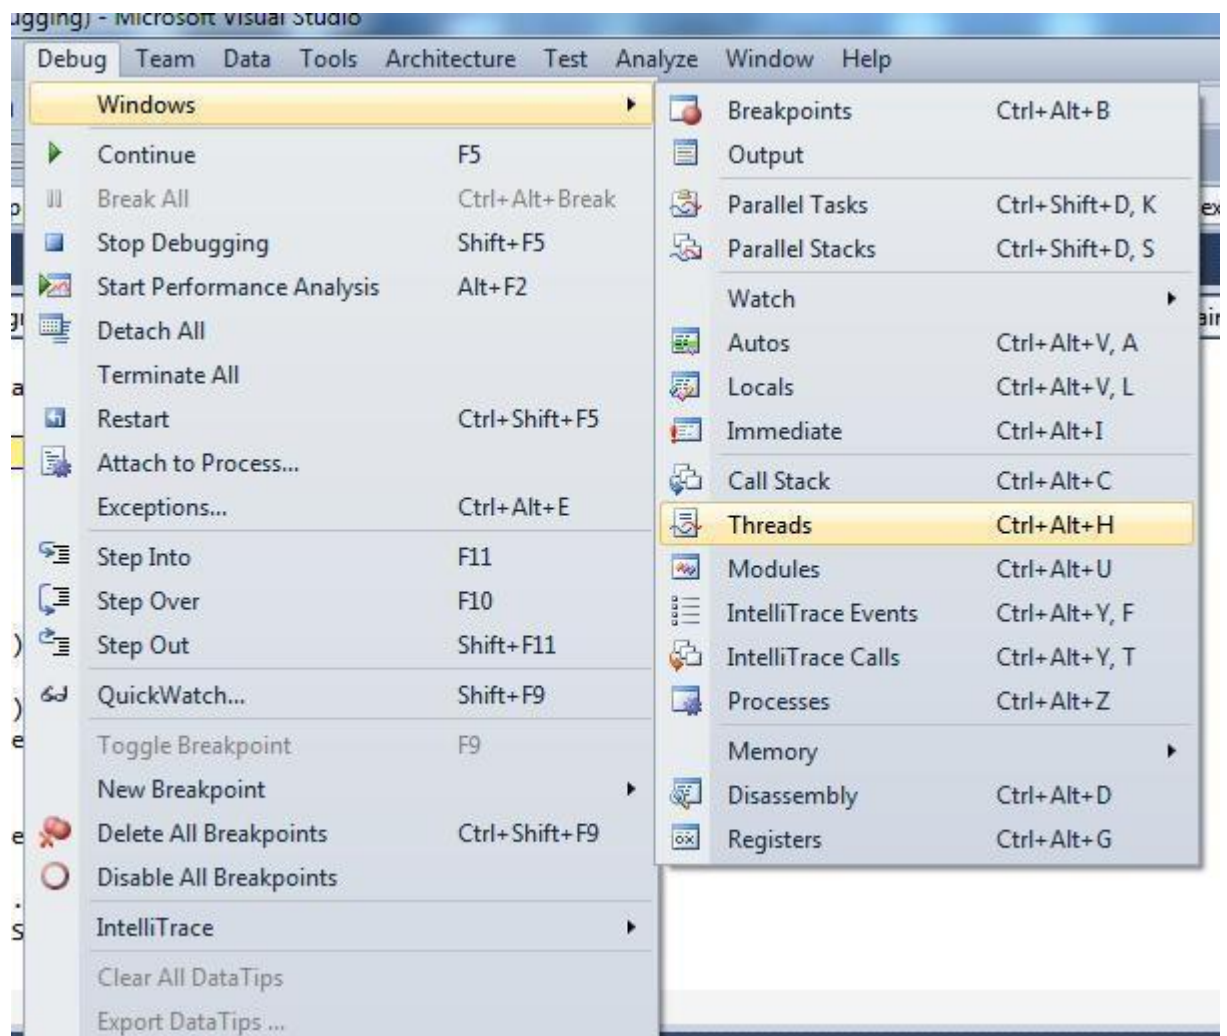 ugging) - Microsoft Visual Studio
Debug Team Data Tools Architecture Test Analyze Window Help
Windows
Continue F5
Break All Ctrl+Alt+Break
Stop Debugging Shift+F5
Start Performance Analysis Alt+F2
Detach All
Terminate All
Restart Ctrl+Shift+F5
Attach to Process...
Exceptions... Ctrl+Alt+E
Step Into F11
Step Over F10
Step Out Shift+F11
QuickWatch... Shift+F9
Toggle Breakpoint F9
New Breakpoint
Delete All Breakpoints Ctrl+Shift+F9
Disable All Breakpoints
IntelliTrace
Clear All DataTips
Export DataTips ...
Breakpoints Ctrl+Alt+B
Output
Parallel Tasks Ctrl+Shift+D, K
Parallel Stacks Ctrl+Shift+D, S
Watch
Autos Ctrl+Alt+V, A
Locals Ctrl+Alt+V, L
Immediate Ctrl+Alt+I
Call Stack Ctrl+Alt+C
Threads Ctrl+Alt+H
Modules Ctrl+Alt+U
IntelliTrace Events Ctrl+Alt+Y, F
IntelliTrace Calls Ctrl+Alt+Y, T
Processes Ctrl+Alt+Z
Memory
Disassembly Ctrl+Alt+D
Registers Ctrl+Alt+G